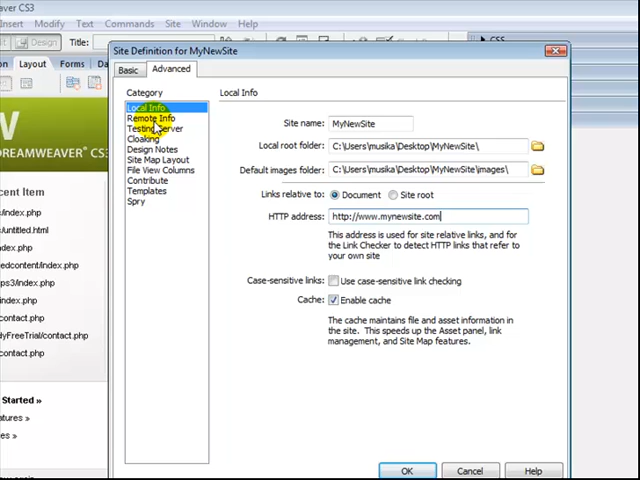 eaver CS3
Insert Modify Text Commands Site Window Help
Design Title:
CSS
Layout Forms Da
W
DREAMWEAVER CS3
ecent Item
/index.php
/untitled.html
ndex.php
index.php
ps3/index.php
contact.php
dyFreeTrial/contact.php
contact.php
Started »
atures »
es »
Site Definition for MyNewSite
Basic Advanced
Category
Local Info
Remote Info
Testing Server
Cloaking
Design Notes
Site Map Layout
File View Columns
Contribute
Templates
Spry
Local Info
Site name: MyNewSite
Local root folder: C:\Users\musika\Desktop\MyNewSite\
Default images folder: C:\Users\musika\Desktop\MyNewSite\images\
Links relative to: Document Site root
HTTP address: http://www.mynewsite.com
This address is used for site relative links, and for
the Link Checker to detect HTTP links that refer to
your own site
Case-sensitive links: Use case-sensitive link checking
Cache: Enable cache
The cache maintains file and asset information in
the site. This speeds up the Asset panel, link
management, and Site Map features.
OK Cancel Help